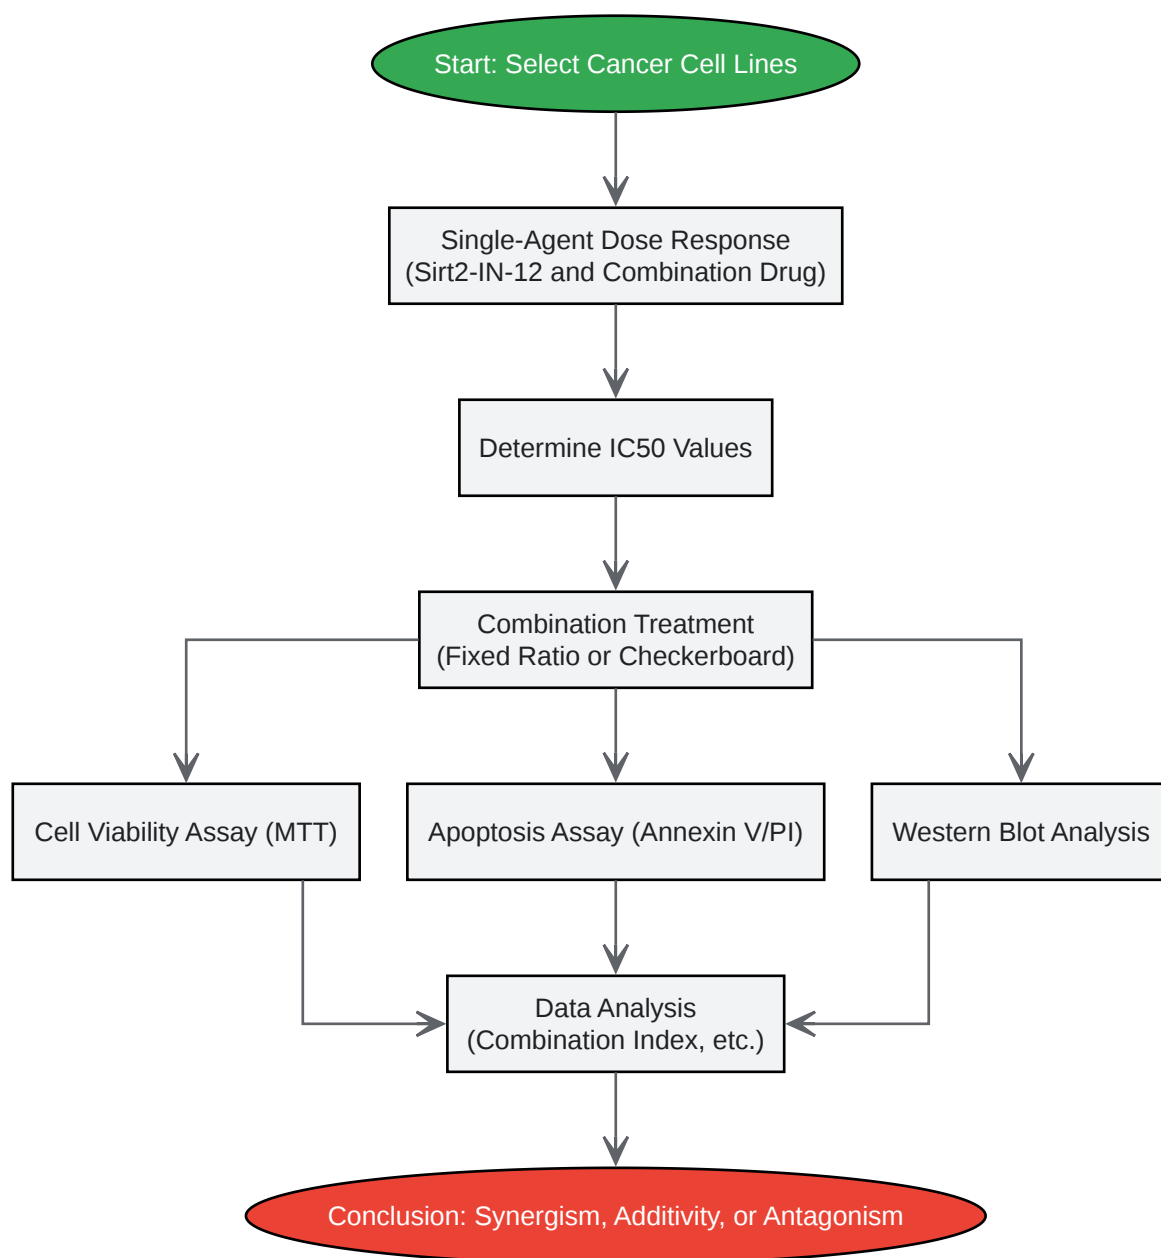 Start: Select Cancer Cell Lines
Single-Agent Dose Response
(Sirt2-IN-12 and Combination Drug)
Determine IC50 Values
Combination Treatment
(Fixed Ratio or Checkerboard)
Cell Viability Assay (MTT)
Apoptosis Assay (Annexin V/PI)
Western Blot Analysis
Data Analysis
(Combination Index, etc.)
Conclusion: Synergism, Additivity, or Antagonism